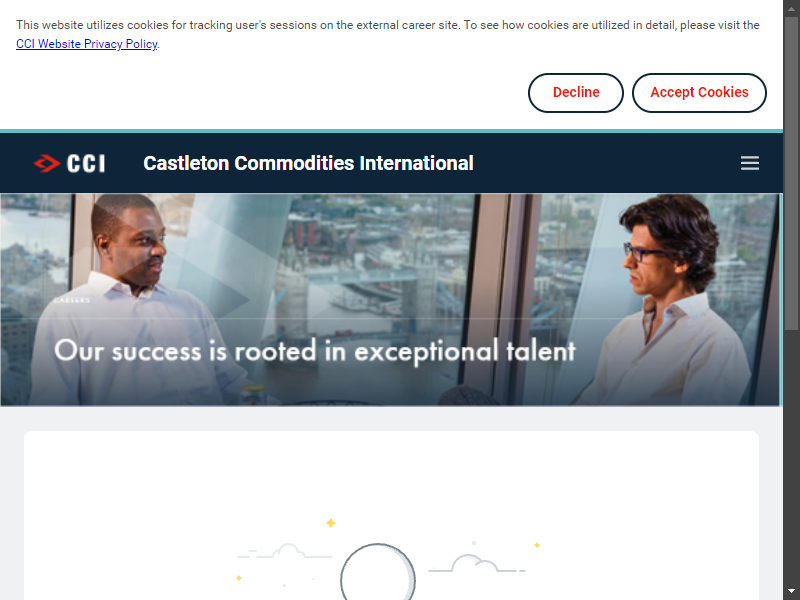 This website utilizes cookies for tracking user's sessions on the external career site. To see how cookies are utilized in detail, please visit the
CCI Website Privacy Policy.
Decline
Accept Cookies
CCI
Castleton Commodities International
CAREERS
Our success is rooted in exceptional talent